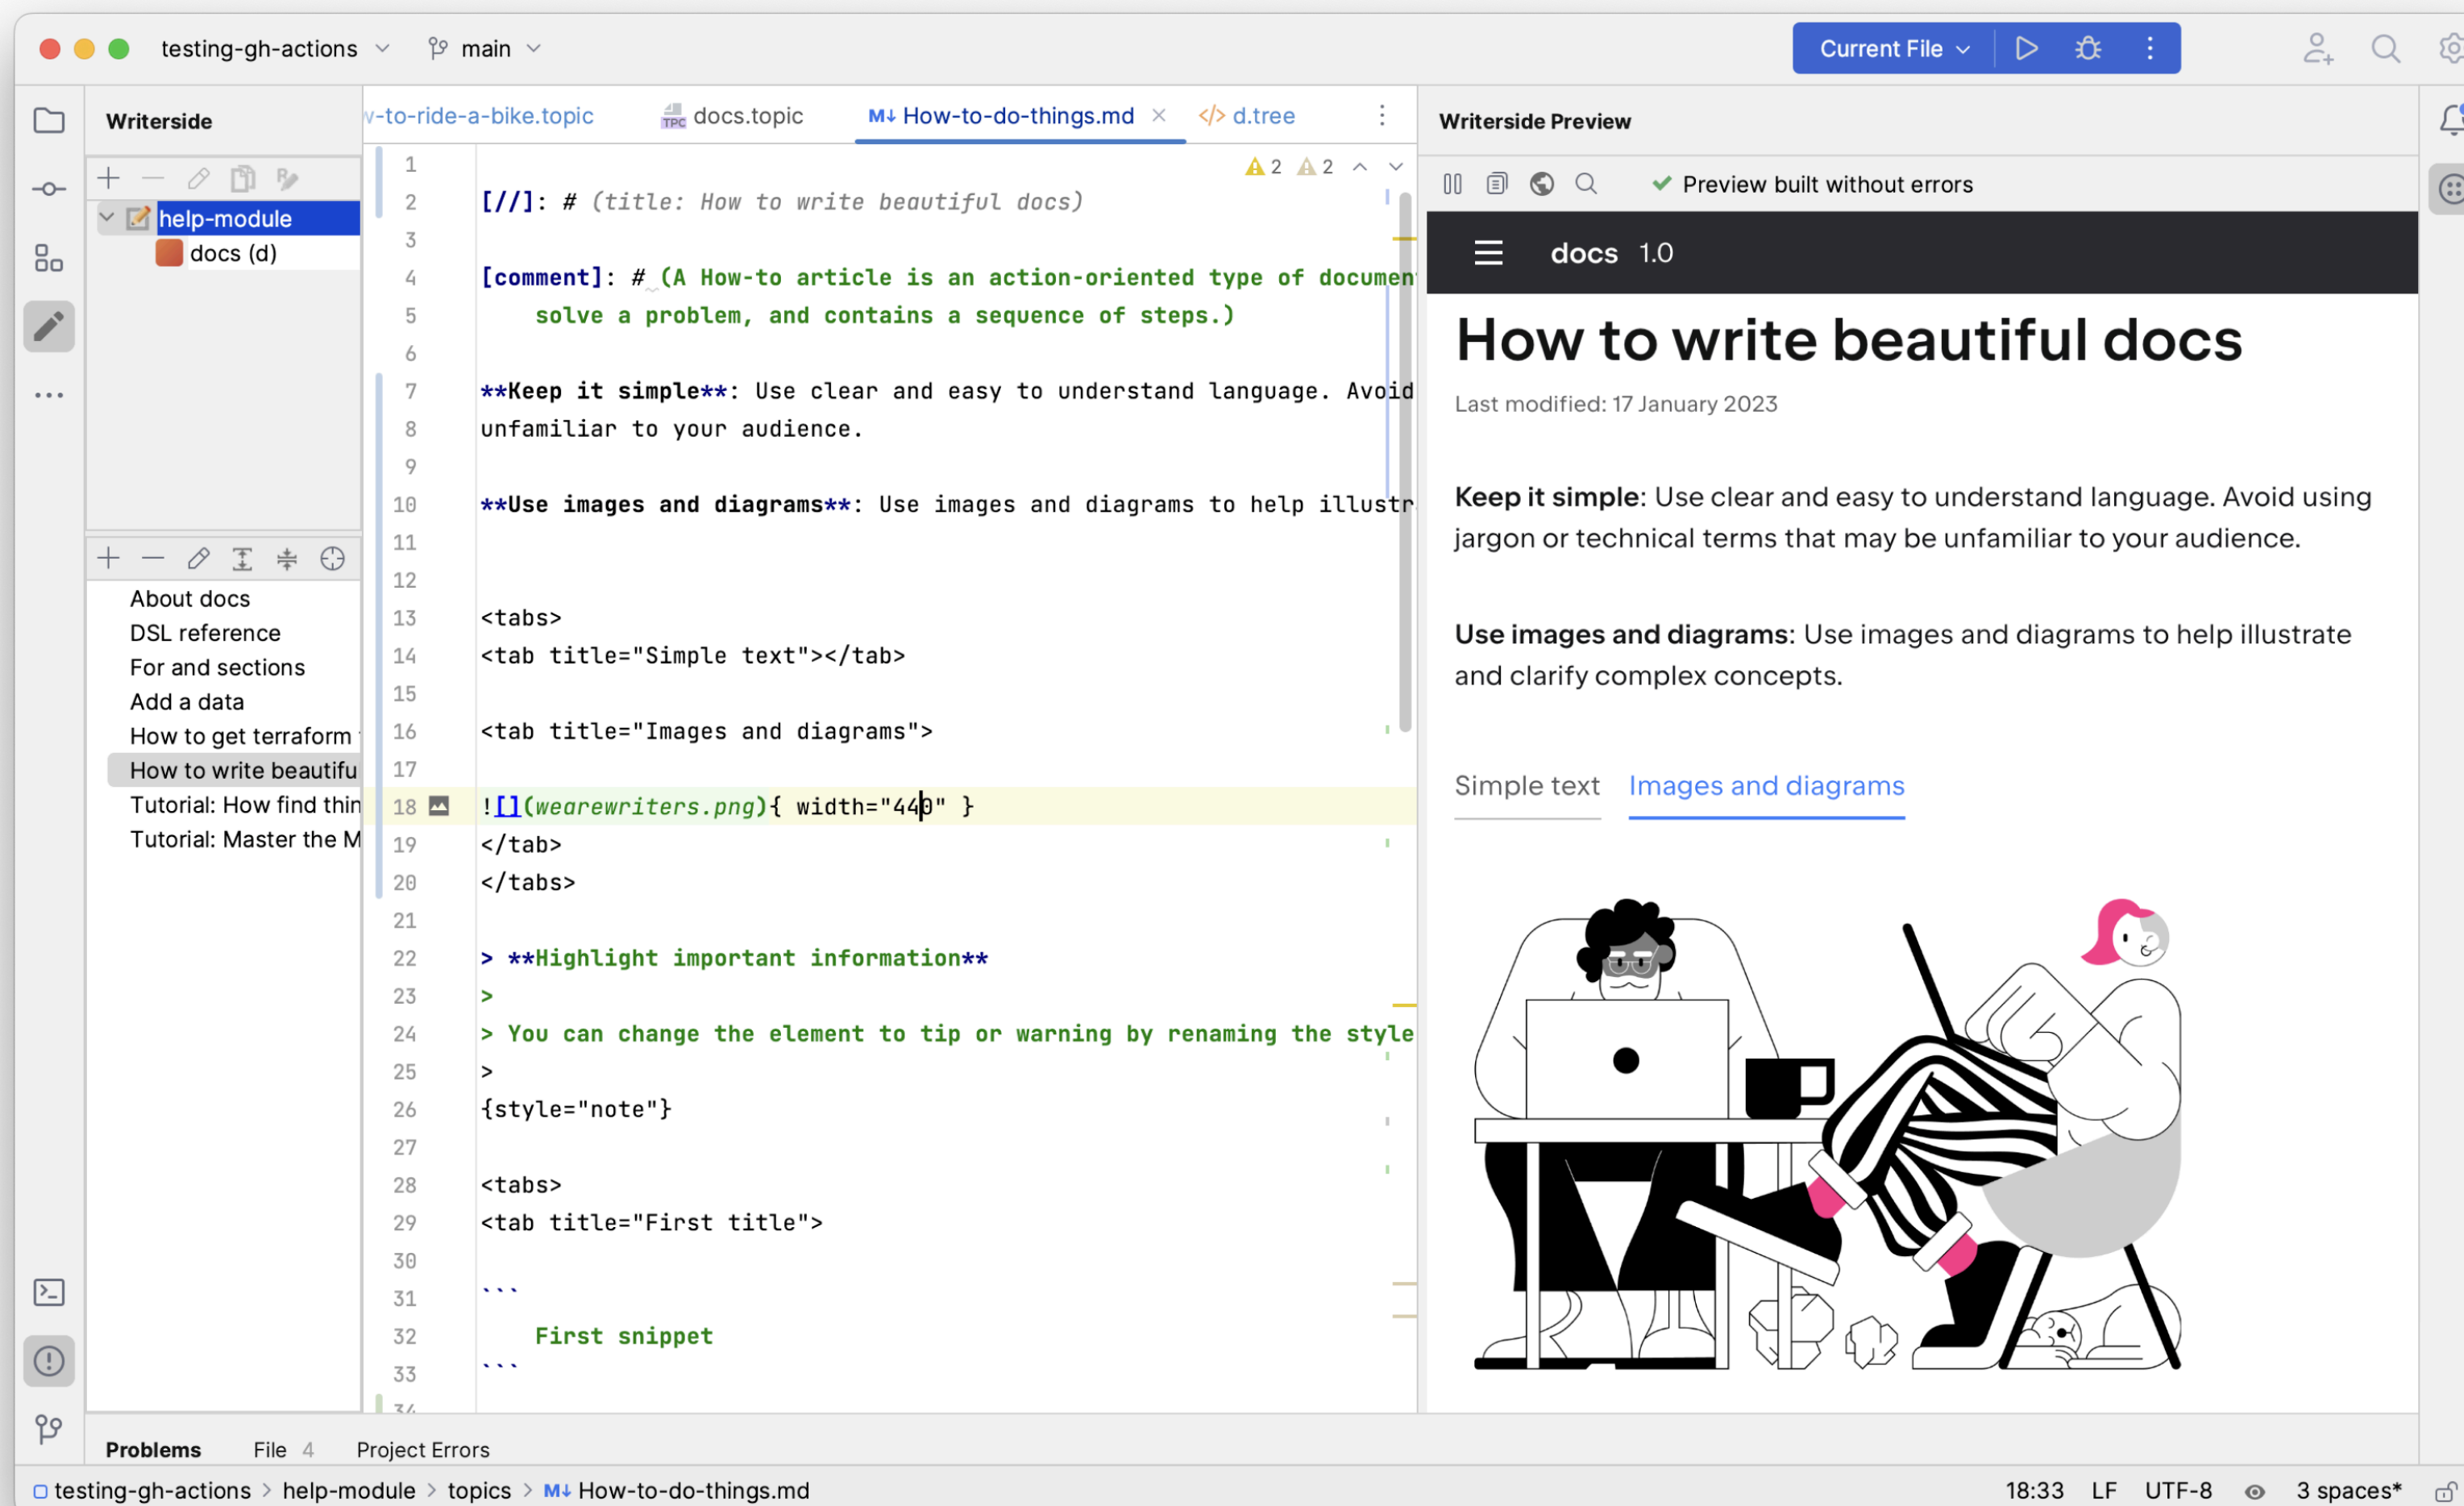 testing-gh-actions main Current File
Writerside
help-module
docs (d)
About docs
DSL reference
For and sections
Add a data
How to get terraform
How to write beautifu
Tutorial: How find thin
Tutorial: Master the M
w-to-ride-a-bike.topic docs.topic M↓ How-to-do-things.md d.tree
TPC
2 2
1
2 [//]: # (title: How to write beautiful docs)
3
4 [comment]: # (A How-to article is an action-oriented type of documen
5 solve a problem, and contains a sequence of steps.)
6
7 **Keep it simple**: Use clear and easy to understand language. Avoid
8 unfamiliar to your audience.
9
10 **Use images and diagrams**: Use images and diagrams to help illustr
11
12
13 <tabs>
14 <tab title="Simple text"></tab>
15
16 <tab title="Images and diagrams">
17
18 ![](wearewriters.png){ width="440" }
19 </tab>
20 </tabs>
21
22 > **Highlight important information**
23 >
24 > You can change the element to tip or warning by renaming the style
25 >
26 {style="note"}
27
28 <tabs>
29 <tab title="First title">
30
31 ```
32 First snippet
33 ```
34
Writerside Preview
Preview built without errors
docs 1.0
How to write beautiful docs
Last modified: 17 January 2023
Keep it simple: Use clear and easy to understand language. Avoid using
jargon or technical terms that may be unfamiliar to your audience.
Use images and diagrams: Use images and diagrams to help illustrate
and clarify complex concepts.
Simple text Images and diagrams
Problems File 4 Project Errors
testing-gh-actions > help-module > topics > M↓ How-to-do-things.md 18:33 LF UTF-8 3 spaces*